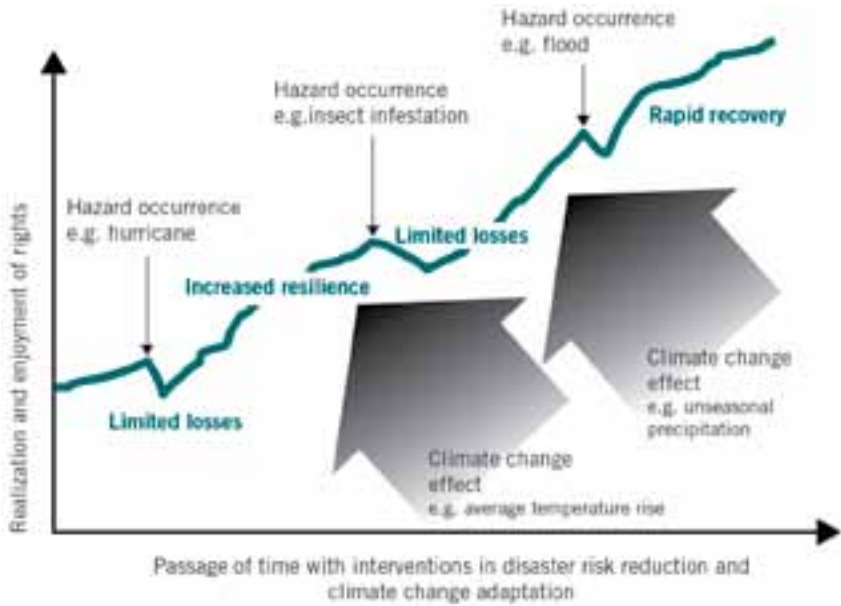 Hazard occurrence
e.g. flood
Hazard occurrence
e.g.insect infestation
Rapid recovery
Hazard occurrence
e.g. hurricane
Limited losses
Increased resilience
Limited losses
Climate change
effect
e.g. unseasonal
precipitation
Climate change
effect
e.g. average temperature rise
Realization and enjoyment of rights
Passage of time with interventions in disaster risk reduction and
climate change adaptation